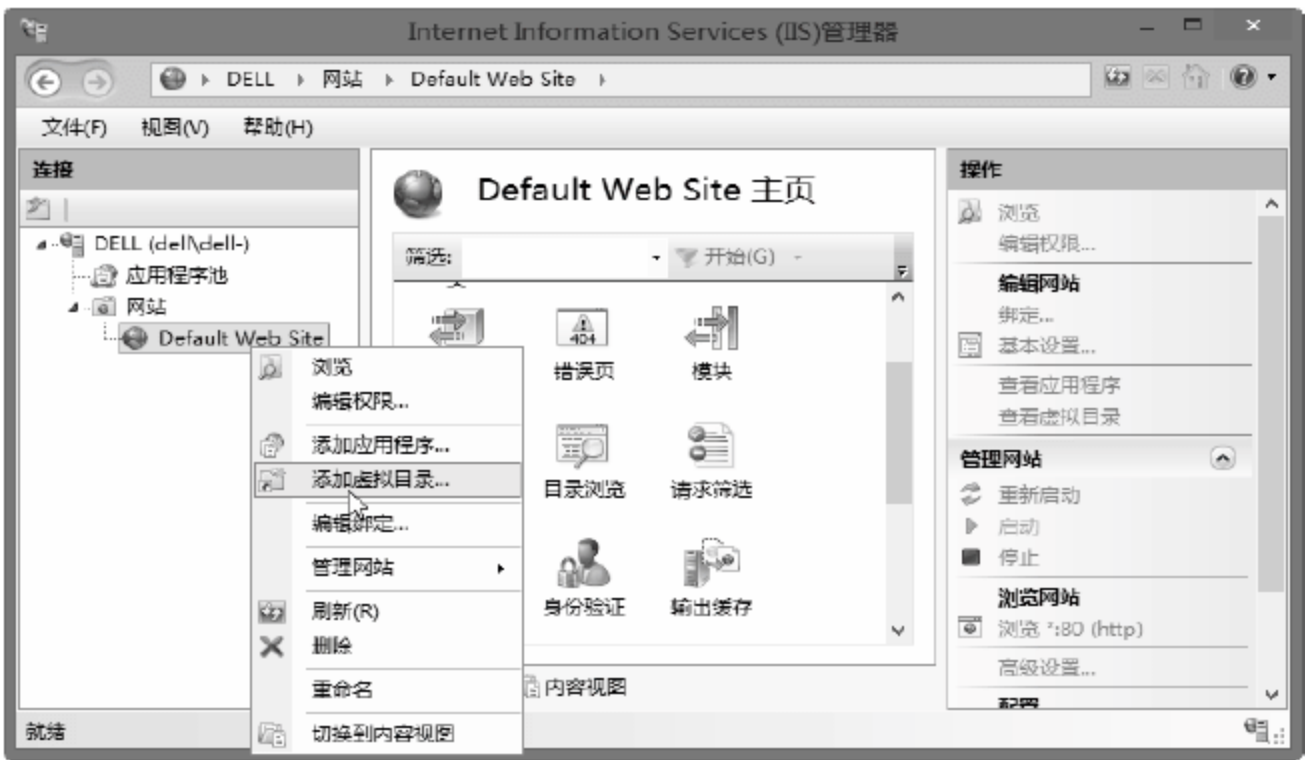 Internet Information Services (IIS)管理器
DELL 网站 Default Web Site
文件(F) 视图(V) 帮助(H)
连接
DELL (dell\dell-)
应用程序池
网站
Default Web Site
浏览
编辑权限...
添加应用程序...
添加虚拟目录...
编辑绑定...
管理网站
刷新(R)
删除
重命名
切换到内容视图
Default Web Site 主页
筛选: 开始(G)
404
错误页 模块
目录浏览 请求筛选
身份验证 输出缓存
内容视图
操作
浏览
编辑权限...
编辑网站
绑定...
基本设置...
查看应用程序
查看虚拟目录
管理网站
重新启动
启动
停止
浏览网站
浏览 *:80 (http)
高级设置...
配置
就绪